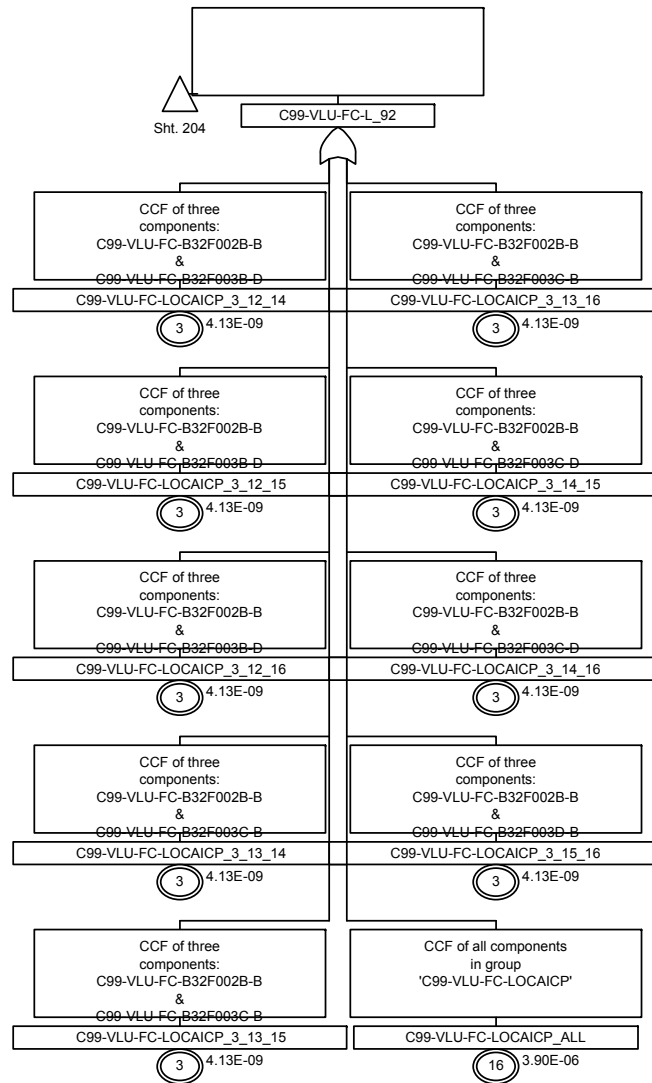 Sht. 204
C99-VLU-FC-L_92
CCF of three
components:
C99-VLU-FC-B32F002B-B
&
C99-VLU-FC-B32F003B-D
C99-VLU-FC-LOCAICP_3_12_14
3
4.13E-09
CCF of three
components:
C99-VLU-FC-B32F002B-B
&
C99-VLU-FC-B32F003C-B
C99-VLU-FC-LOCAICP_3_13_16
3
4.13E-09
CCF of three
components:
C99-VLU-FC-B32F002B-B
&
C99-VLU-FC-B32F003B-D
C99-VLU-FC-LOCAICP_3_12_15
3
4.13E-09
CCF of three
components:
C99-VLU-FC-B32F002B-B
&
C99-VLU-FC-B32F003C-D
C99-VLU-FC-LOCAICP_3_14_15
3
4.13E-09
CCF of three
components:
C99-VLU-FC-B32F002B-B
&
C99-VLU-FC-B32F003B-D
C99-VLU-FC-LOCAICP_3_12_16
3
4.13E-09
CCF of three
components:
C99-VLU-FC-B32F002B-B
&
C99-VLU-FC-B32F003C-D
C99-VLU-FC-LOCAICP_3_14_16
3
4.13E-09
CCF of three
components:
C99-VLU-FC-B32F002B-B
&
C99-VLU-FC-B32F003C-B
C99-VLU-FC-LOCAICP_3_13_14
3
4.13E-09
CCF of three
components:
C99-VLU-FC-B32F002B-B
&
C99-VLU-FC-B32F003D-B
C99-VLU-FC-LOCAICP_3_15_16
3
4.13E-09
CCF of three
components:
C99-VLU-FC-B32F002B-B
&
C99-VLU-FC-B32F003C-B
C99-VLU-FC-LOCAICP_3_13_15
3
4.13E-09
CCF of all components
in group
'C99-VLU-FC-LOCAICP'
C99-VLU-FC-LOCAICP_ALL
16
3.90E-06